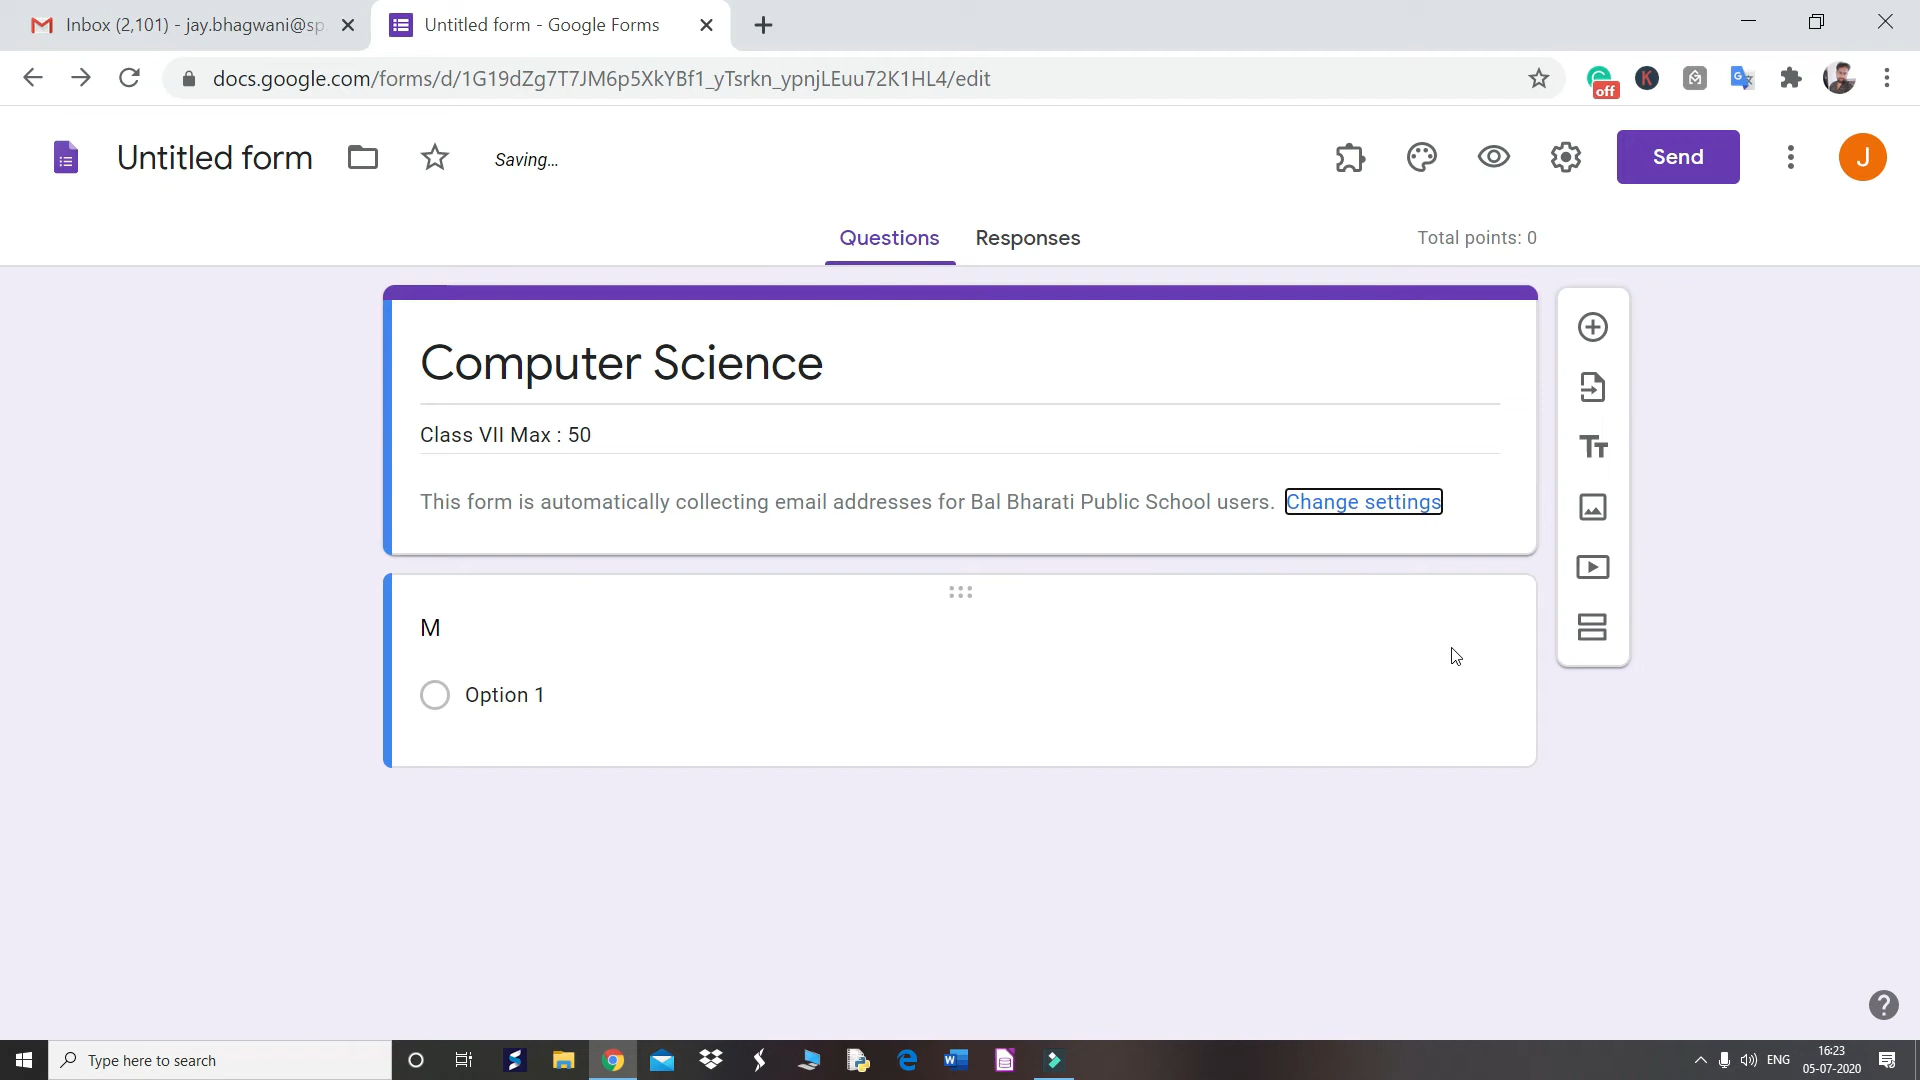 Inbox (2,101) - jay.bhagwani@sp
Untitled form - Google Forms
docs.google.com/forms/d/1G19dZg7T7JM6p5XkYBf1_yTsrkn_ypnjLEuu72K1HL4/edit
off
K
G
Untitled form
Saving...
Send
J
Questions
Responses
Total points: 0
Computer Science
Class VII Max : 50
This form is automatically collecting email addresses for Bal Bharati Public School users. Change settings
M
Option 1
Type here to search
ENG
16:23
05-07-2020